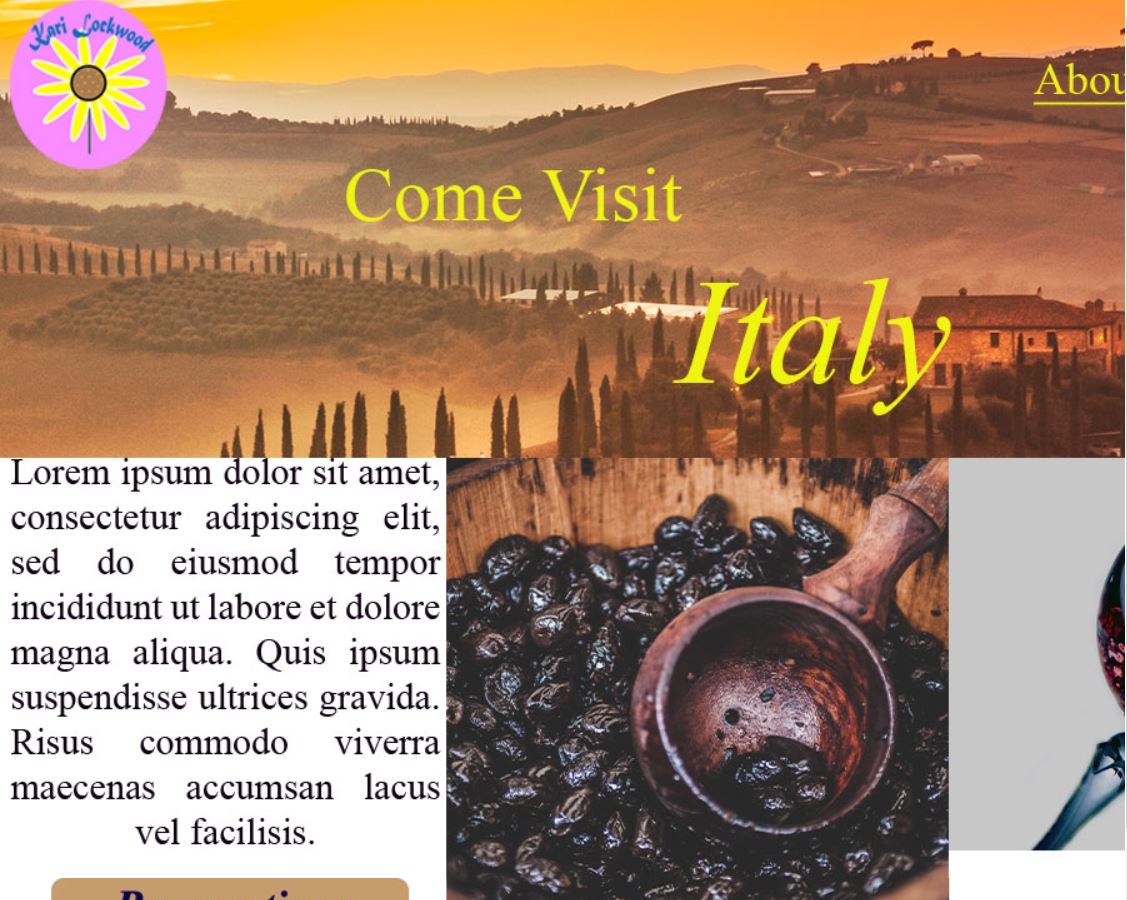 Kari Lockwood
Come Visit
Italy
Lorem ipsum dolor sit amet,
consectetur adipiscing elit,
sed do eiusmod tempor
incididunt ut labore et dolore
magna aliqua. Quis ipsum
suspendisse ultrices gravida.
Risus commodo viverra
maecenas accumsan lacus
vel facilisis.